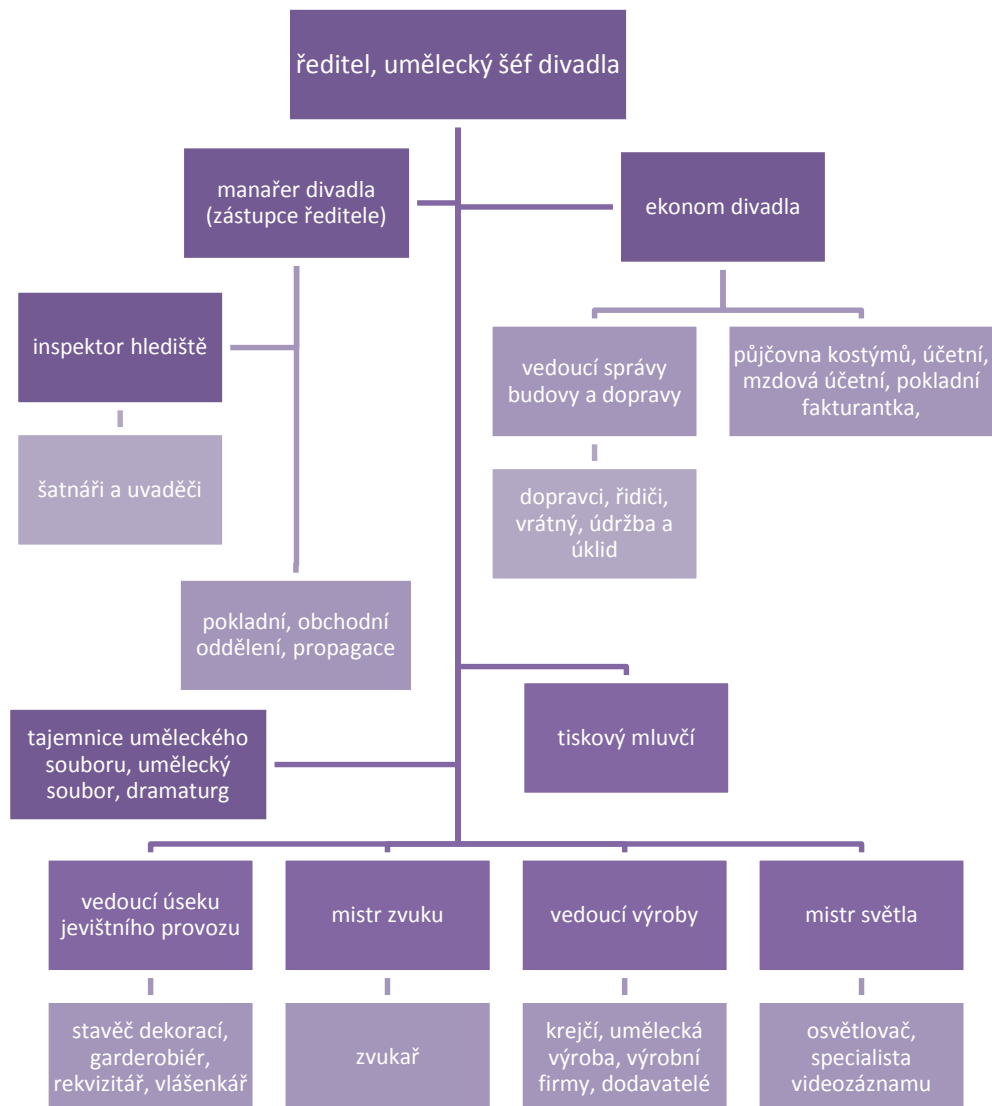 ředitel, umělecký šéf divadla
manařer divadla
(zástupce ředitele)
ekonom divadla
inspektor hlediště
šatnáři a uvaděči
vedoucí správy
budovy a dopravy
půjčovna kostýmů, účetní,
mzdová účetní, pokladní
fakturantka,
dopravci, řidiči,
vrátný, údržba a
úklid
pokladní, obchodní
oddělení, propagace
tajemnice uměleckého
souboru, umělecký
soubor, dramaturg
tiskový mluvčí
vedoucí úseku
jevištního provozu
mistr zvuku
vedoucí výroby
mistr světla
stavěč dekorací,
garderobiér,
rekvizitář, vlášenkář
zvukař
krejčí, umělecká
výroba, výrobní
firmy, dodavatelé
osvětlovač,
specialista
videozáznamu